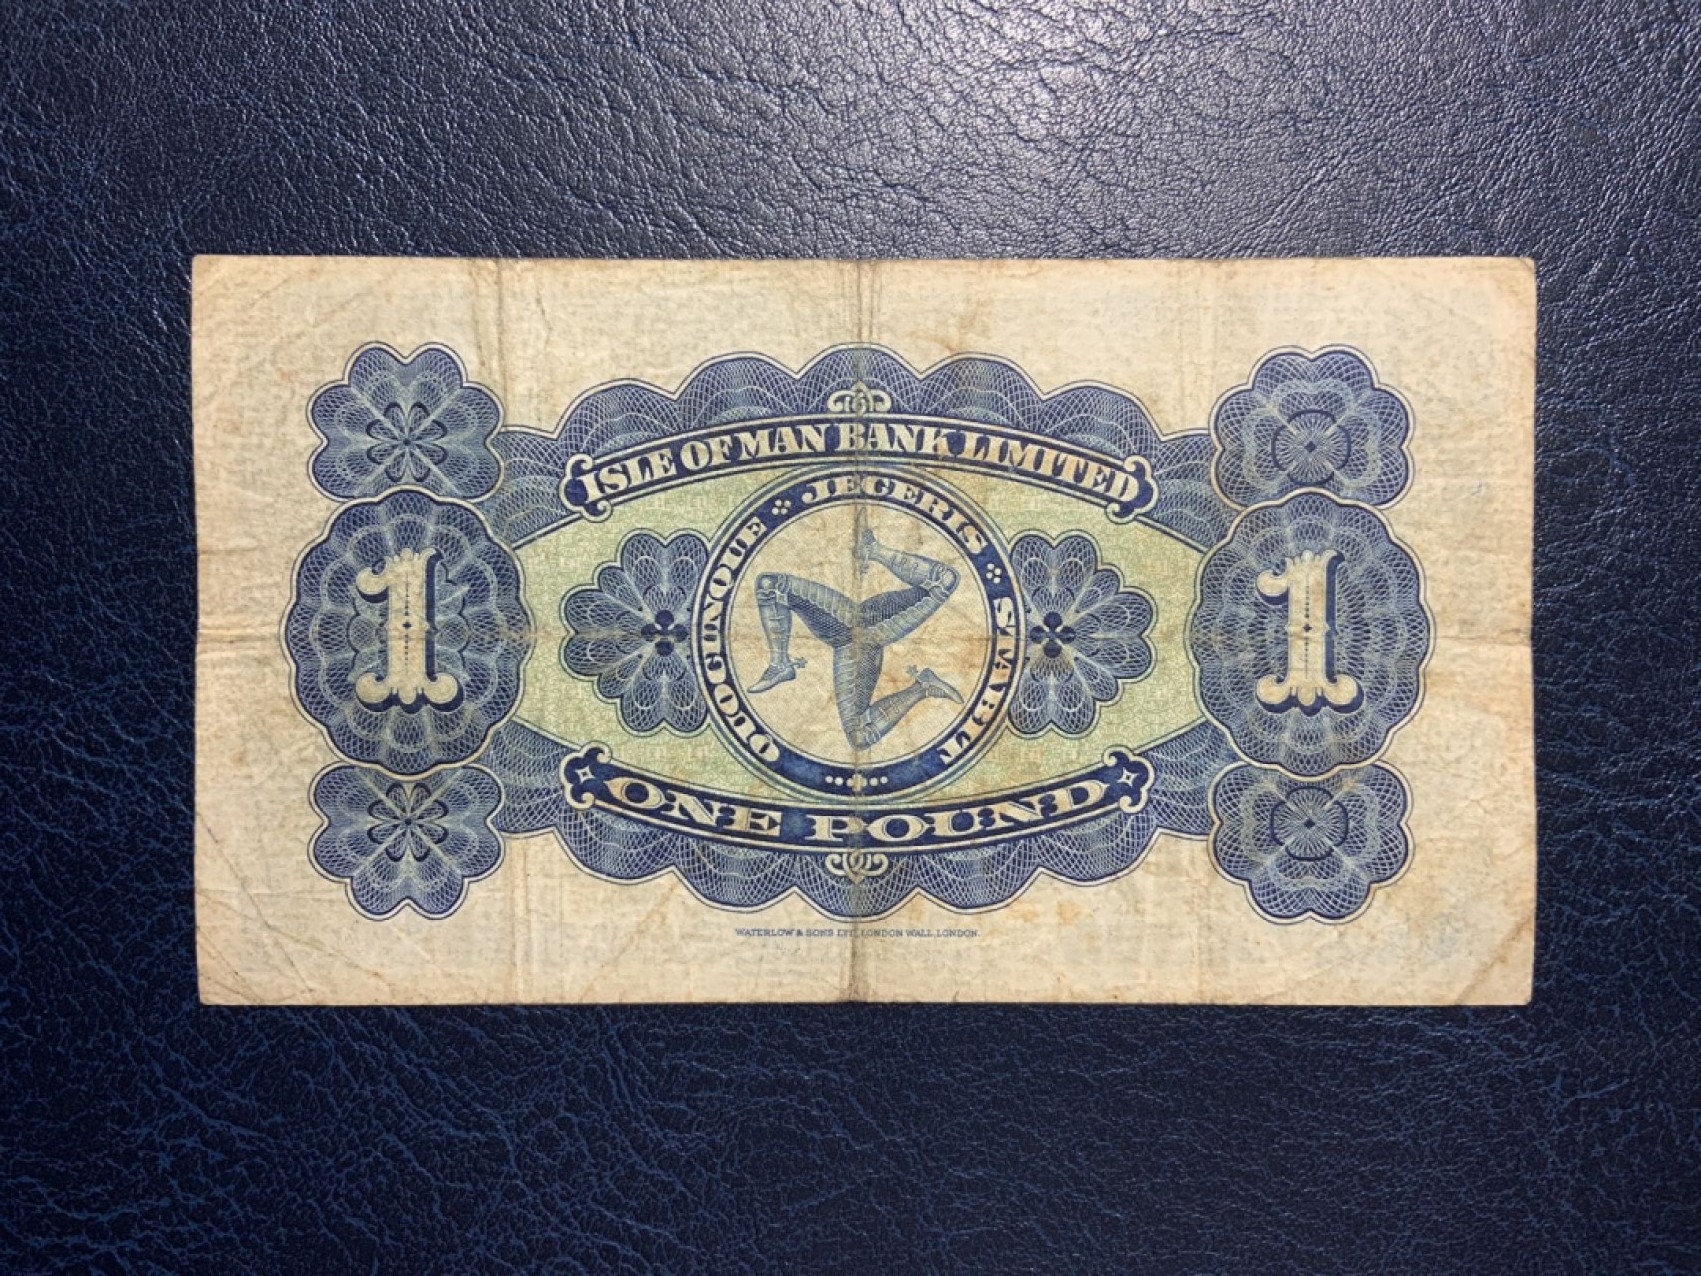 ISLE OF MAN BANK LIMITED
QUOCUNQUE JECERIS STABIT
1
1
ONE POUND
WATERLOW & SONS LTD, LONDON WALL, LONDON.